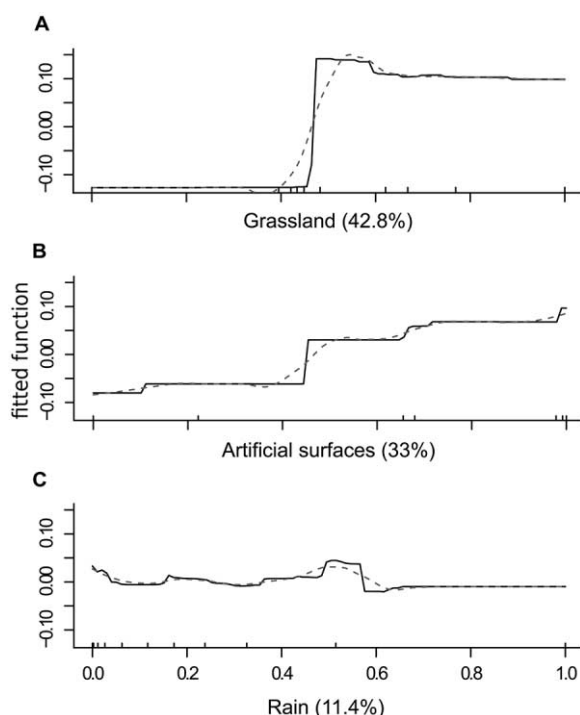 A
0.10
0.00
−0.10
Grassland (42.8%)
B
0.10
0.00
−0.10
Artificial surfaces (33%)
fitted function
C
0.10
0.00
−0.10
0.0 0.2 0.4 0.6 0.8 1.0
Rain (11.4%)